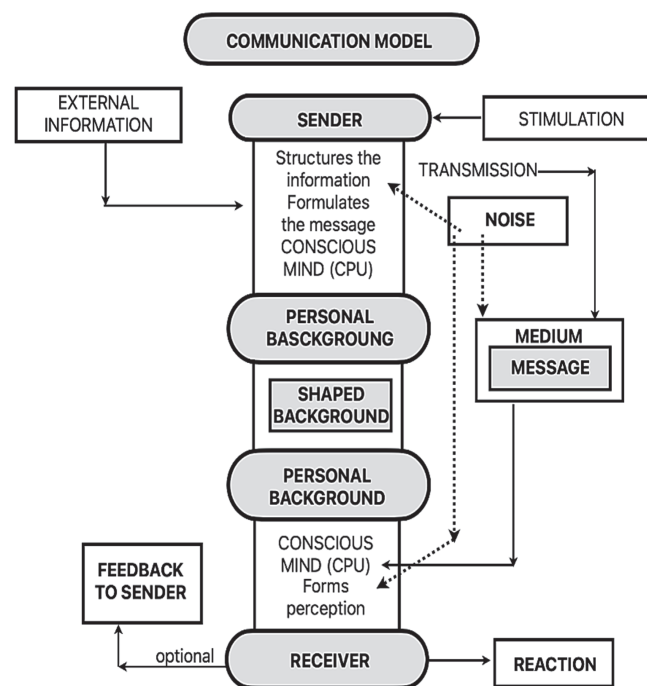 COMMUNICATION MODEL
EXTERNAL
INFORMATION
SENDER
STIMULATION
Structures the
information
Formulates
the message
CONSCIOUS
MIND (CPU)
TRANSMISSION
NOISE
PERSONAL
BASCKGROUNG
MEDIUM
MESSAGE
SHAPED
BACKGROUND
PERSONAL
BACKGROUND
CONSCIOUS
MIND (CPU)
Forms
perception
FEEDBACK
TO SENDER
optional
RECEIVER
REACTION